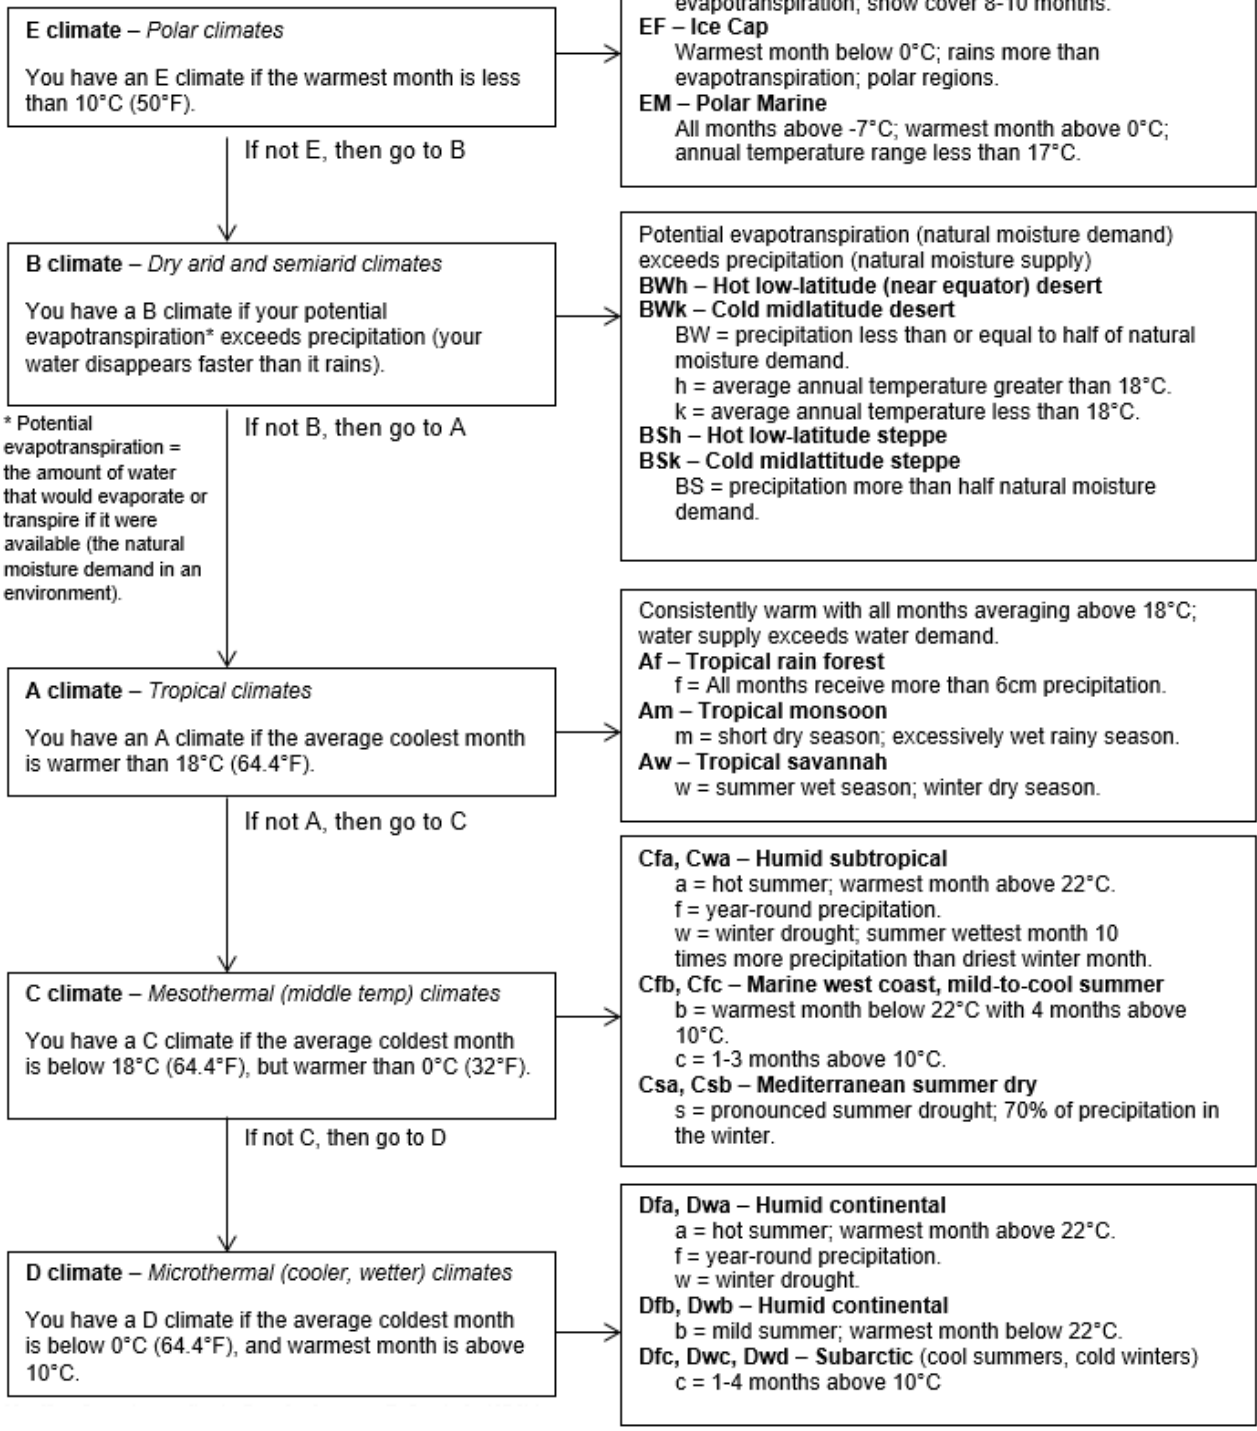 evapotranspiration; snow cover 8-10 months.
E climate – Polar climates
You have an E climate if the warmest month is less
than 10°C (50°F).
EF – Ice Cap
Warmest month below 0°C; rains more than
evapotranspiration; polar regions.
EM – Polar Marine
All months above -7°C; warmest month above 0°C;
annual temperature range less than 17°C.
If not E, then go to B
B climate – Dry arid and semiarid climates
You have a B climate if your potential
evapotranspiration* exceeds precipitation (your
water disappears faster than it rains).
Potential evapotranspiration (natural moisture demand)
exceeds precipitation (natural moisture supply)
BWh – Hot low-latitude (near equator) desert
BWk – Cold midlatitude desert
BW = precipitation less than or equal to half of natural
moisture demand.
h = average annual temperature greater than 18°C.
k = average annual temperature less than 18°C.
BSh – Hot low-latitude steppe
BSk – Cold midlattitude steppe
BS = precipitation more than half natural moisture
demand.
* Potential
evapotranspiration =
the amount of water
that would evaporate or
transpire if it were
available (the natural
moisture demand in an
environment).
If not B, then go to A
A climate – Tropical climates
You have an A climate if the average coolest month
is warmer than 18°C (64.4°F).
Consistently warm with all months averaging above 18°C;
water supply exceeds water demand.
Af – Tropical rain forest
f = All months receive more than 6cm precipitation.
Am – Tropical monsoon
m = short dry season; excessively wet rainy season.
Aw – Tropical savannah
w = summer wet season; winter dry season.
If not A, then go to C
C climate – Mesothermal (middle temp) climates
You have a C climate if the average coldest month
is below 18°C (64.4°F), but warmer than 0°C (32°F).
Cfa, Cwa – Humid subtropical
a = hot summer; warmest month above 22°C.
f = year-round precipitation.
w = winter drought; summer wettest month 10
times more precipitation than driest winter month.
Cfb, Cfc – Marine west coast, mild-to-cool summer
b = warmest month below 22°C with 4 months above
10°C.
c = 1-3 months above 10°C.
Csa, Csb – Mediterranean summer dry
s = pronounced summer drought; 70% of precipitation in
the winter.
If not C, then go to D
D climate – Microthermal (cooler, wetter) climates
You have a D climate if the average coldest month
is below 0°C (64.4°F), and warmest month is above
10°C.
Dfa, Dwa – Humid continental
a = hot summer; warmest month above 22°C.
f = year-round precipitation.
w = winter drought.
Dfb, Dwb – Humid continental
b = mild summer; warmest month below 22°C.
Dfc, Dwc, Dwd – Subarctic (cool summers, cold winters)
c = 1-4 months above 10°C